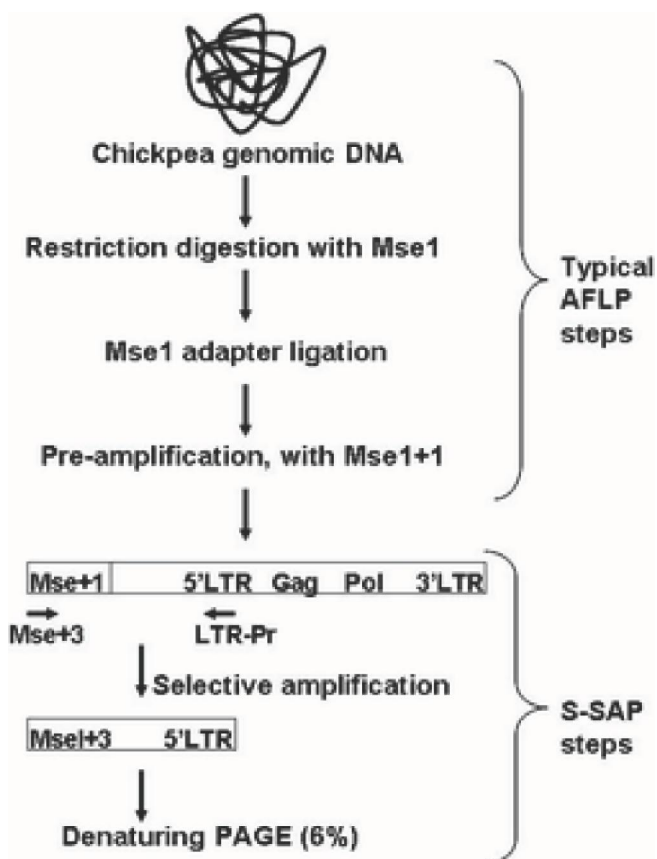 Chickpea genomic DNA
Restriction digestion with Mse1
Mse1 adapter ligation
Pre-amplification, with Mse1+1
Typical
AFLP
steps
Mse+1 5'LTR Gag Pol 3'LTR
Mse+3 LTR-Pr
Selective amplification
MseI+3 5'LTR
Denaturing PAGE (6%)
S-SAP
steps